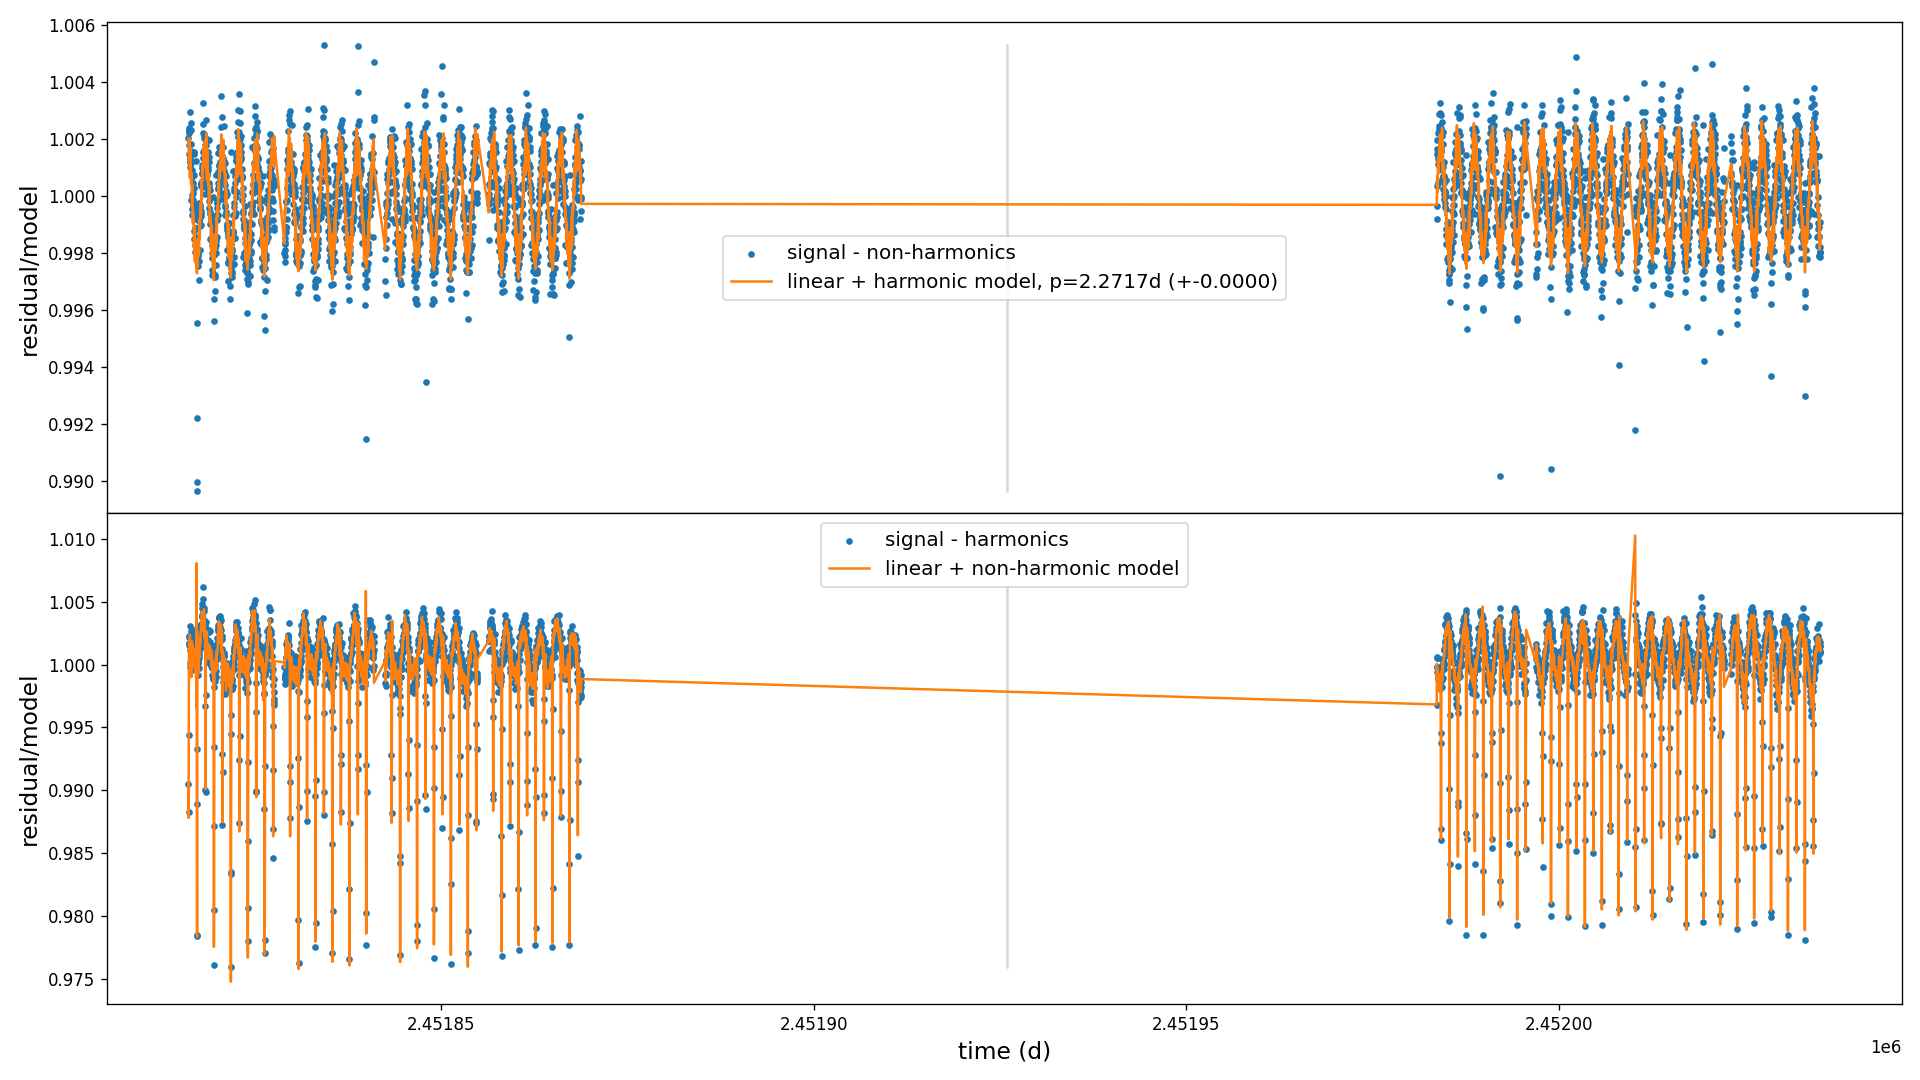 1.006
1.004
1.002
1.000
0.998
0.996
0.994
0.992
0.990
residual/model
signal - non-harmonics
linear + harmonic model, p=2.2717d (+-0.0000)
1.010
1.005
1.000
0.995
0.990
0.985
0.980
0.975
residual/model
signal - harmonics
linear + non-harmonic model
2.45185
2.45190
2.45195
2.45200
1e6
time (d)